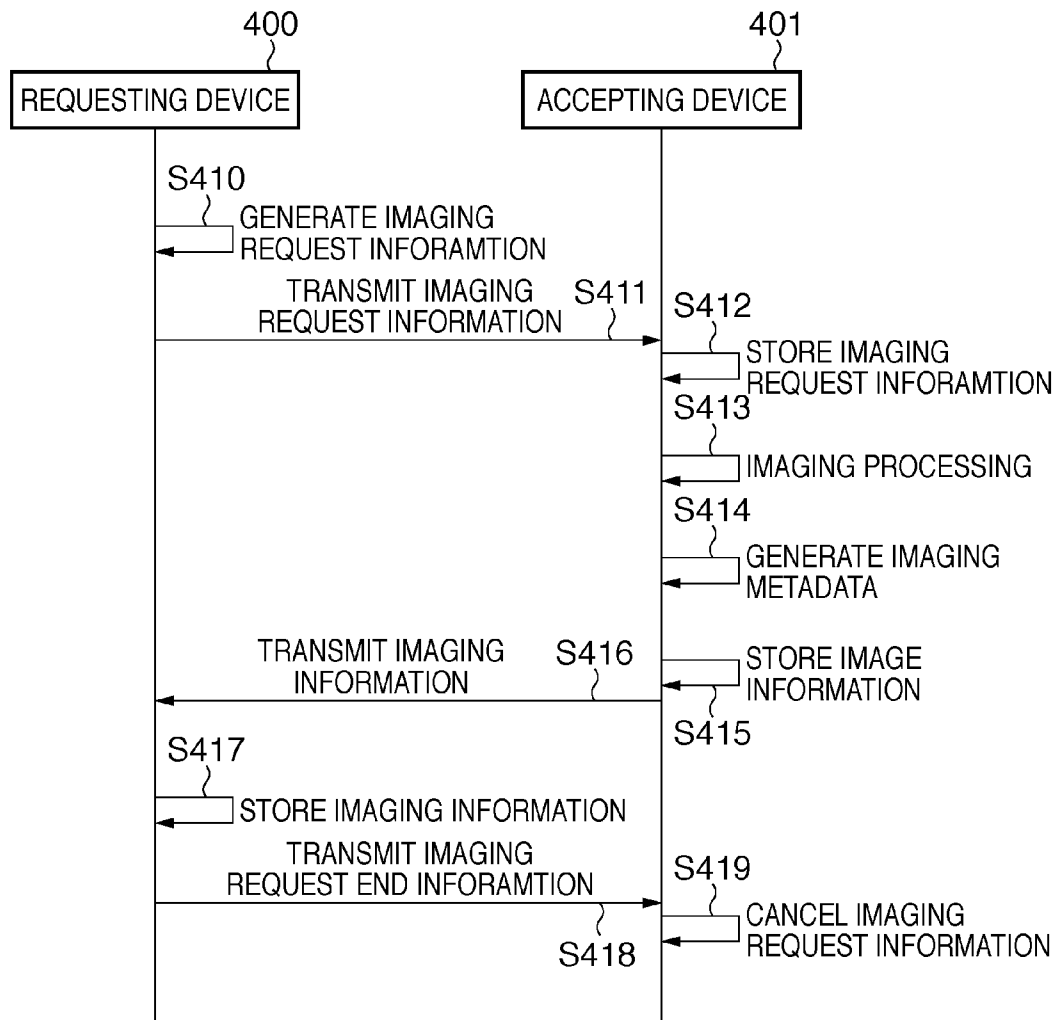 400
401
REQUESTING DEVICE
ACCEPTING DEVICE
S410
GENERATE IMAGING
REQUEST INFORAMTION
TRANSMIT IMAGING
REQUEST INFORMATION
S411
S412
STORE IMAGING
REQUEST INFORAMTION
S413
IMAGING PROCESSING
S414
GENERATE IMAGING
METADATA
TRANSMIT IMAGING
INFORMATION
S416
STORE IMAGE
INFORMATION
S415
S417
STORE IMAGING INFORMATION
TRANSMIT IMAGING
REQUEST END INFORAMTION
S418
S419
CANCEL IMAGING
REQUEST INFORMATION